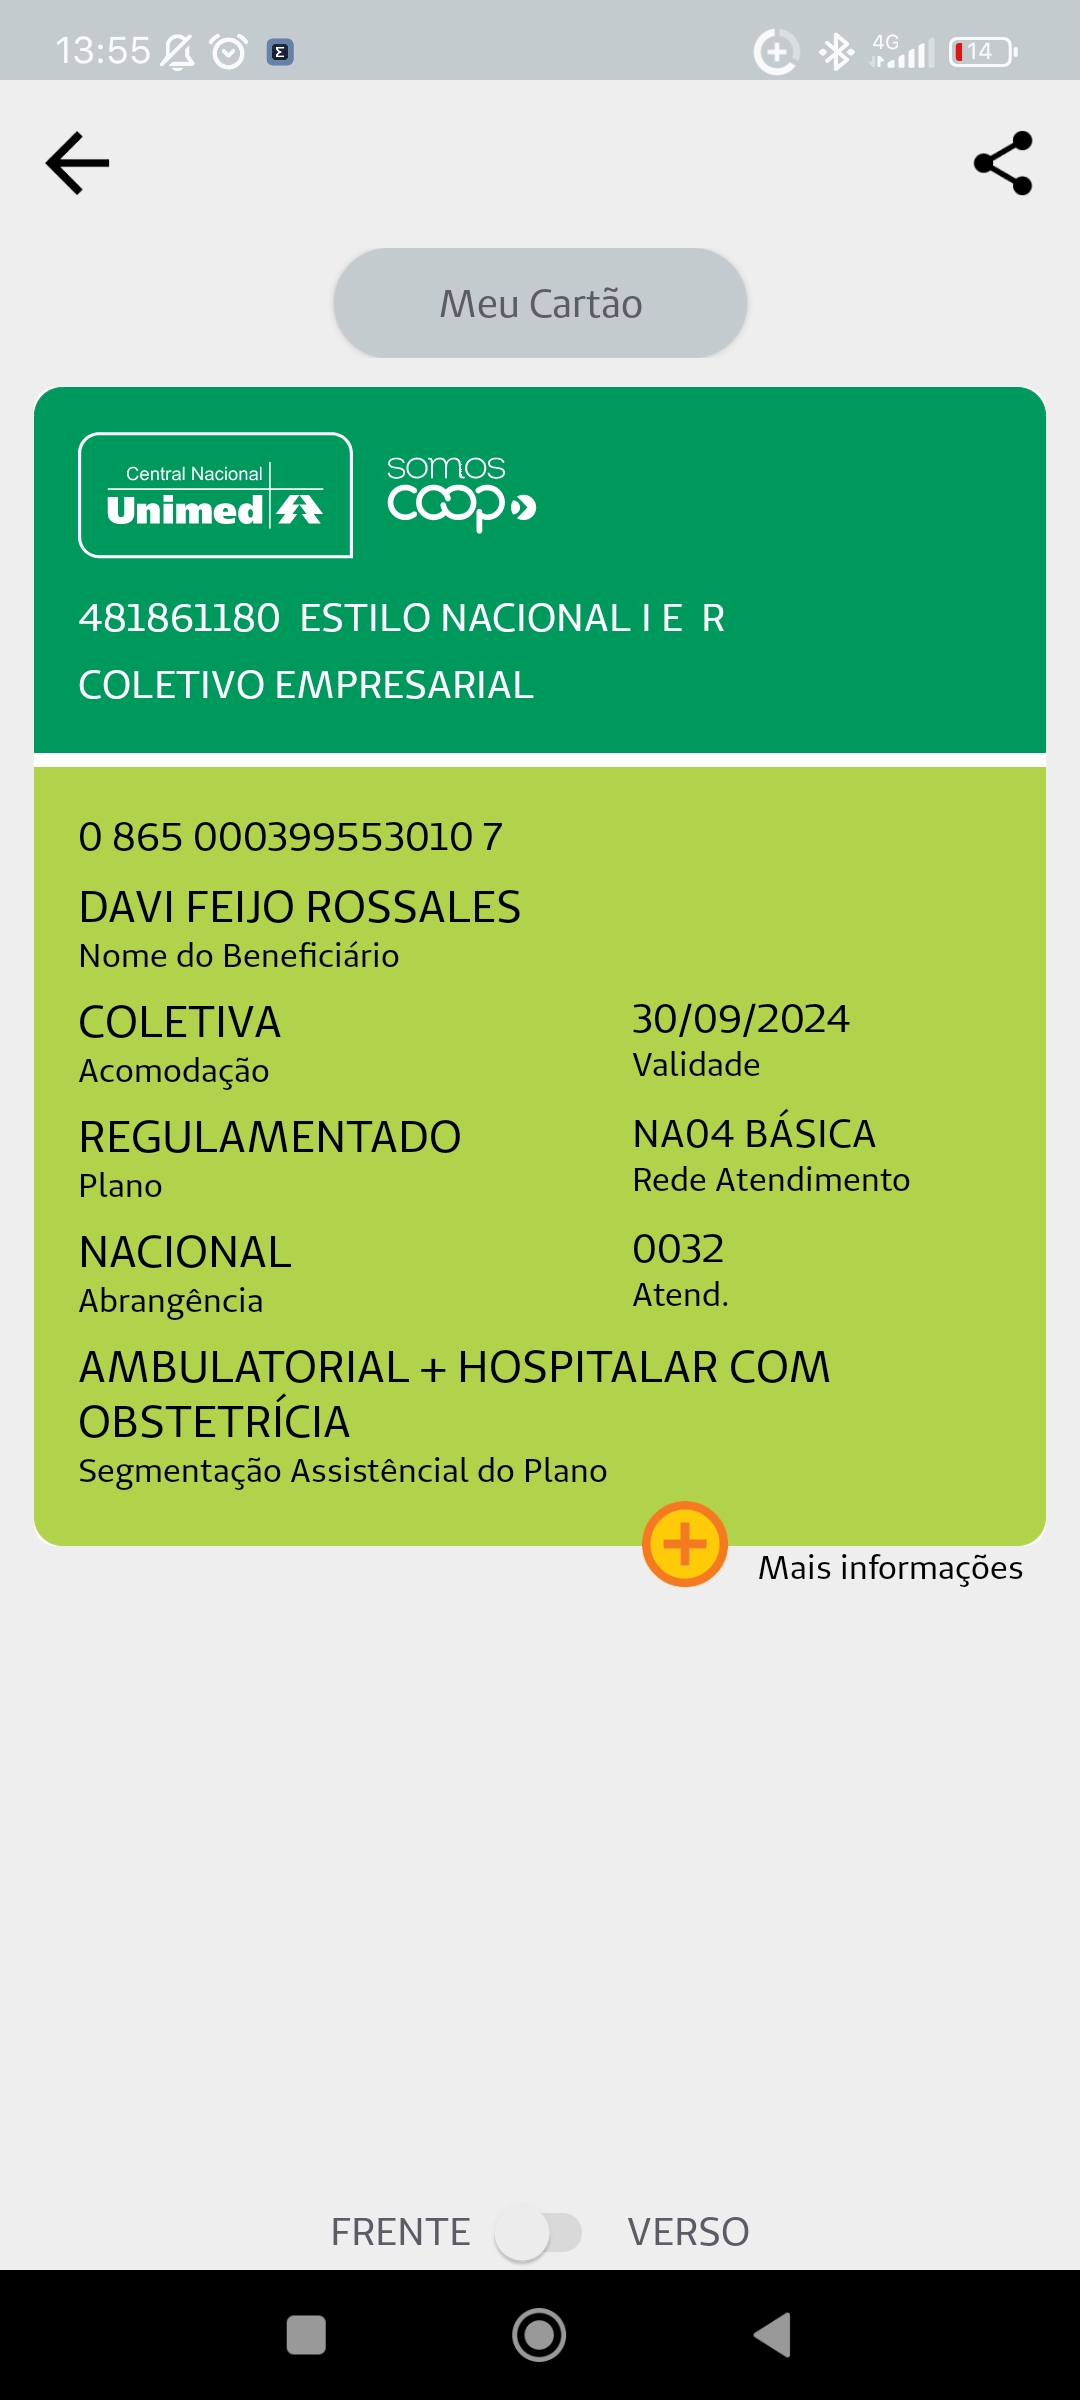 13:55
4G
14
Meu Cartão
Central Nacional
Unimed
somos
coop
481861180  ESTILO NACIONAL I E  R
COLETIVO EMPRESARIAL
0 865 000399553010 7
DAVI FEIJO ROSSALES
Nome do Beneficiário
COLETIVA
Acomodação
30/09/2024
Validade
REGULAMENTADO
Plano
NA04 BÁSICA
Rede Atendimento
NACIONAL
Abrangência
0032
Atend.
AMBULATORIAL + HOSPITALAR COM
OBSTETRÍCIA
Segmentação Assistêncial do Plano
Mais informações
FRENTE
VERSO